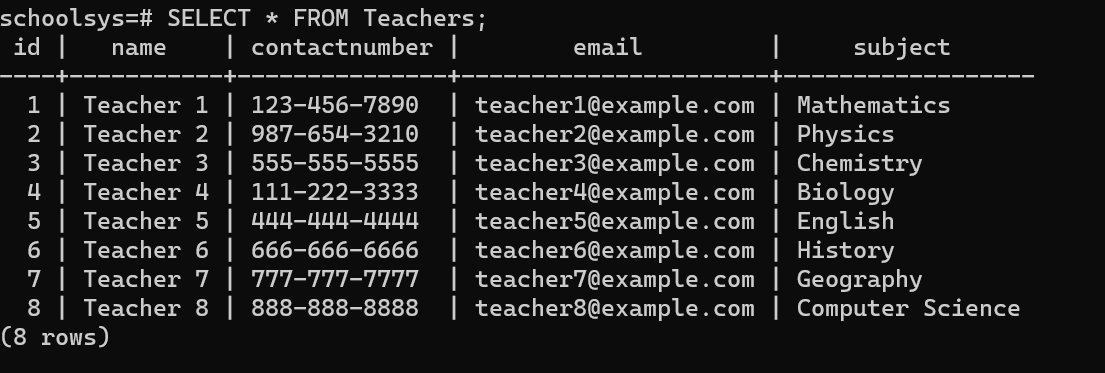 schoolsys=# SELECT * FROM Teachers;
 id |   name    | contactnumber |        email         |     subject
----+-----------+---------------+----------------------+------------------
  1 | Teacher 1 | 123-456-7890  | teacher1@example.com | Mathematics
  2 | Teacher 2 | 987-654-3210  | teacher2@example.com | Physics
  3 | Teacher 3 | 555-555-5555  | teacher3@example.com | Chemistry
  4 | Teacher 4 | 111-222-3333  | teacher4@example.com | Biology
  5 | Teacher 5 | 444-444-4444  | teacher5@example.com | English
  6 | Teacher 6 | 666-666-6666  | teacher6@example.com | History
  7 | Teacher 7 | 777-777-7777  | teacher7@example.com | Geography
  8 | Teacher 8 | 888-888-8888  | teacher8@example.com | Computer Science
(8 rows)